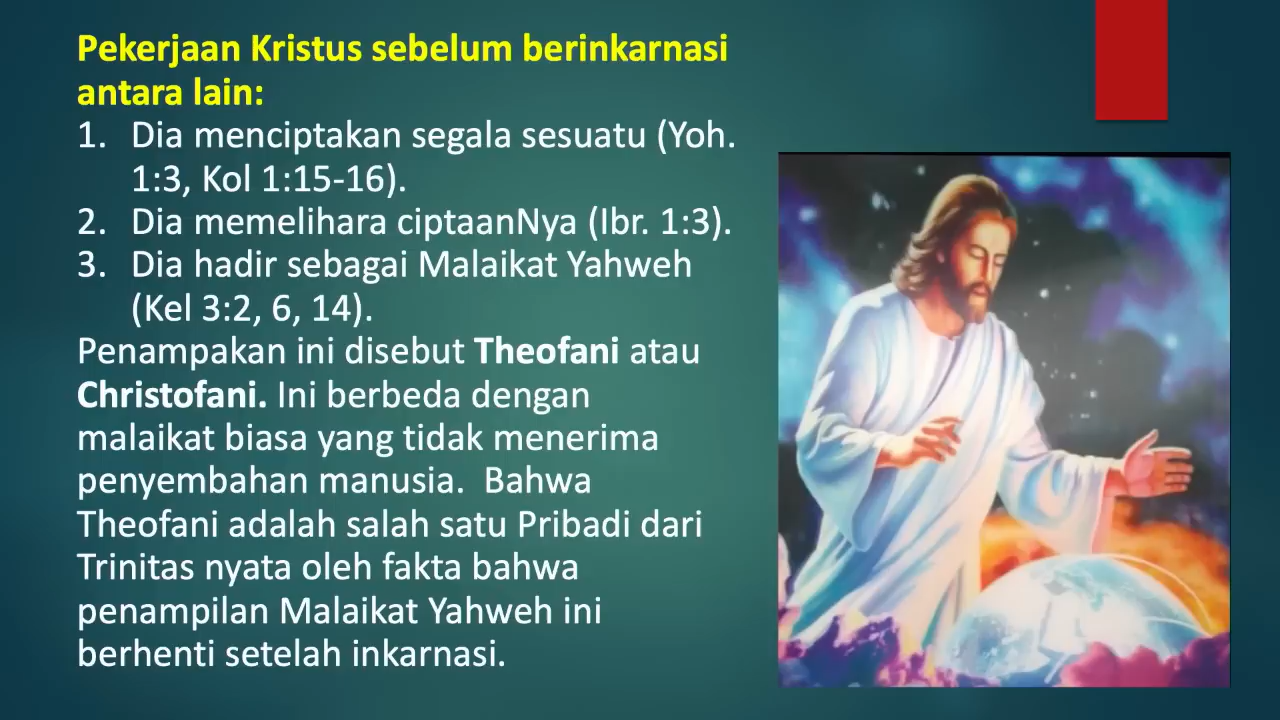 Pekerjaan Kristus sebelum berinkarnasi
antara lain:
1. Dia menciptakan segala sesuatu (Yoh.
1:3, Kol 1:15-16).
2. Dia memelihara ciptaanNya (Ibr. 1:3).
3. Dia hadir sebagai Malaikat Yahweh
(Kel 3:2, 6, 14).
Penampakan ini disebut Theofani atau
Christofani. Ini berbeda dengan
malaikat biasa yang tidak menerima
penyembahan manusia.  Bahwa
Theofani adalah salah satu Pribadi dari
Trinitas nyata oleh fakta bahwa
penampilan Malaikat Yahweh ini
berhenti setelah inkarnasi.